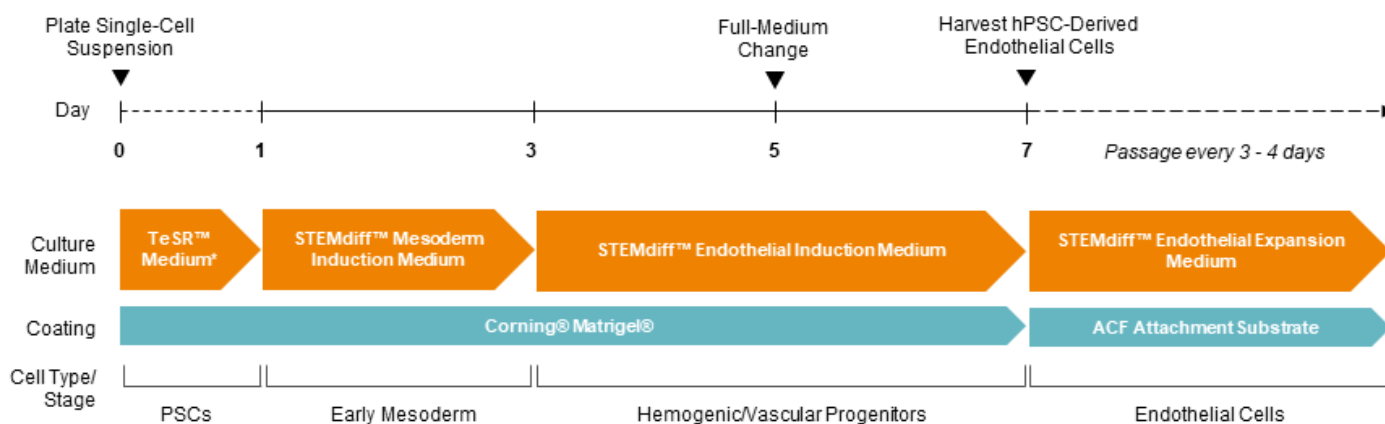 Plate Single-Cell
Suspension
Full-Medium
Change
Harvest hPSC-Derived
Endothelial Cells
Day
0 1 3 5 7 Passage every 3 - 4 days
Culture
Medium
TeSR™
Medium*
STEMdiff™ Mesoderm
Induction Medium
STEMdiff™ Endothelial Induction Medium
STEMdiff™ Endothelial Expansion
Medium
Coating
Corning® Matrigel®
ACF Attachment Substrate
Cell Type/
Stage
PSCs
Early Mesoderm
Hemogenic/Vascular Progenitors
Endothelial Cells